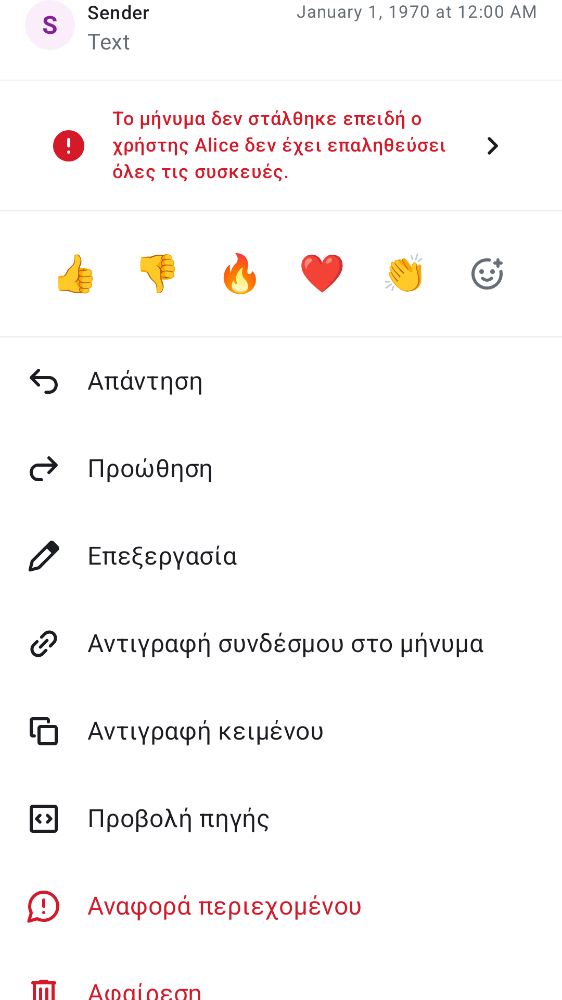 S
Sender
January 1, 1970 at 12:00 AM
Text
Το μήνυμα δεν στάλθηκε επειδή ο
χρήστης Alice δεν έχει επαληθεύσει
όλες τις συσκευές.
Απάντηση
Προώθηση
Επεξεργασία
Αντιγραφή συνδέσμου στο μήνυμα
Αντιγραφή κειμένου
Προβολή πηγής
Αναφορά περιεχομένου
Αφαίρεση